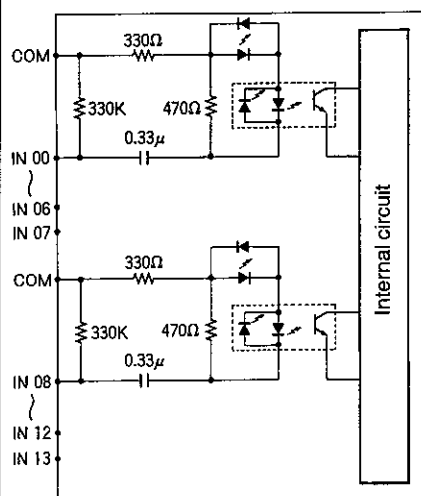 330Ω
COM
330K
470Ω
0.33μ
IN 00
IN 06
IN 07
330Ω
COM
330K
470Ω
0.33μ
IN 08
IN 12
IN 13
Internal circuit